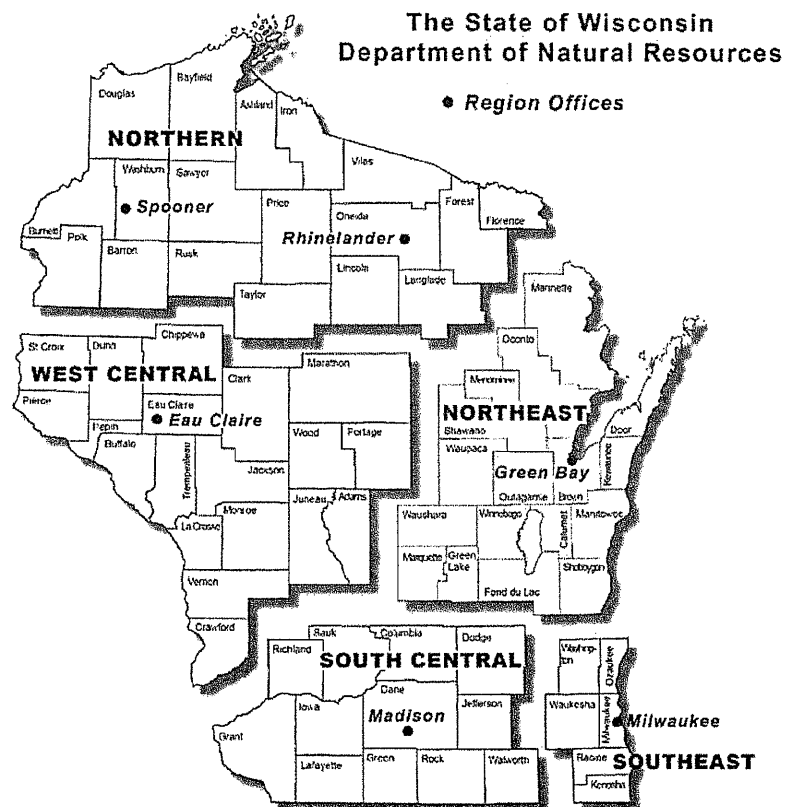 The State of Wisconsin
Department of Natural Resources
Region Offices
Bayfield
Douglas
Ashland
Iron
NORTHERN
Vilas
Washburn
Sawyer
Price
Forest
Spooner
Oneida
Florence
Burnett
Polk
Rhinelander
Barron
Rusk
Lincoln
Langlade
Taylor
Marinette
Chippewa
St Croix
Dunn
Oconto
Marathon
WEST CENTRAL
Clark
Menominee
Pierce
Eau Claire
Eau Claire
NORTHEAST
Pepin
Wood
Portage
Shawano
Door
Buffalo
Waupaca
Kewaunee
Trempealeau
Jackson
Green Bay
Juneau
Adams
Outagamie
Brown
Monroe
Waushara
Winnebago
Calumet
Manitowoc
La Crosse
Marquette
Green
Lake
Sheboygan
Vernon
Fond du Lac
Crawford
Sauk
Columbia
Dodge
Richland
Washing-
ton
Ozaukee
SOUTH CENTRAL
Dane
Iowa
Jefferson
Waukesha
Milwaukee
Milwaukee
Madison
Grant
Lafayette
Green
Rock
Walworth
Racine
SOUTHEAST
Kenosha